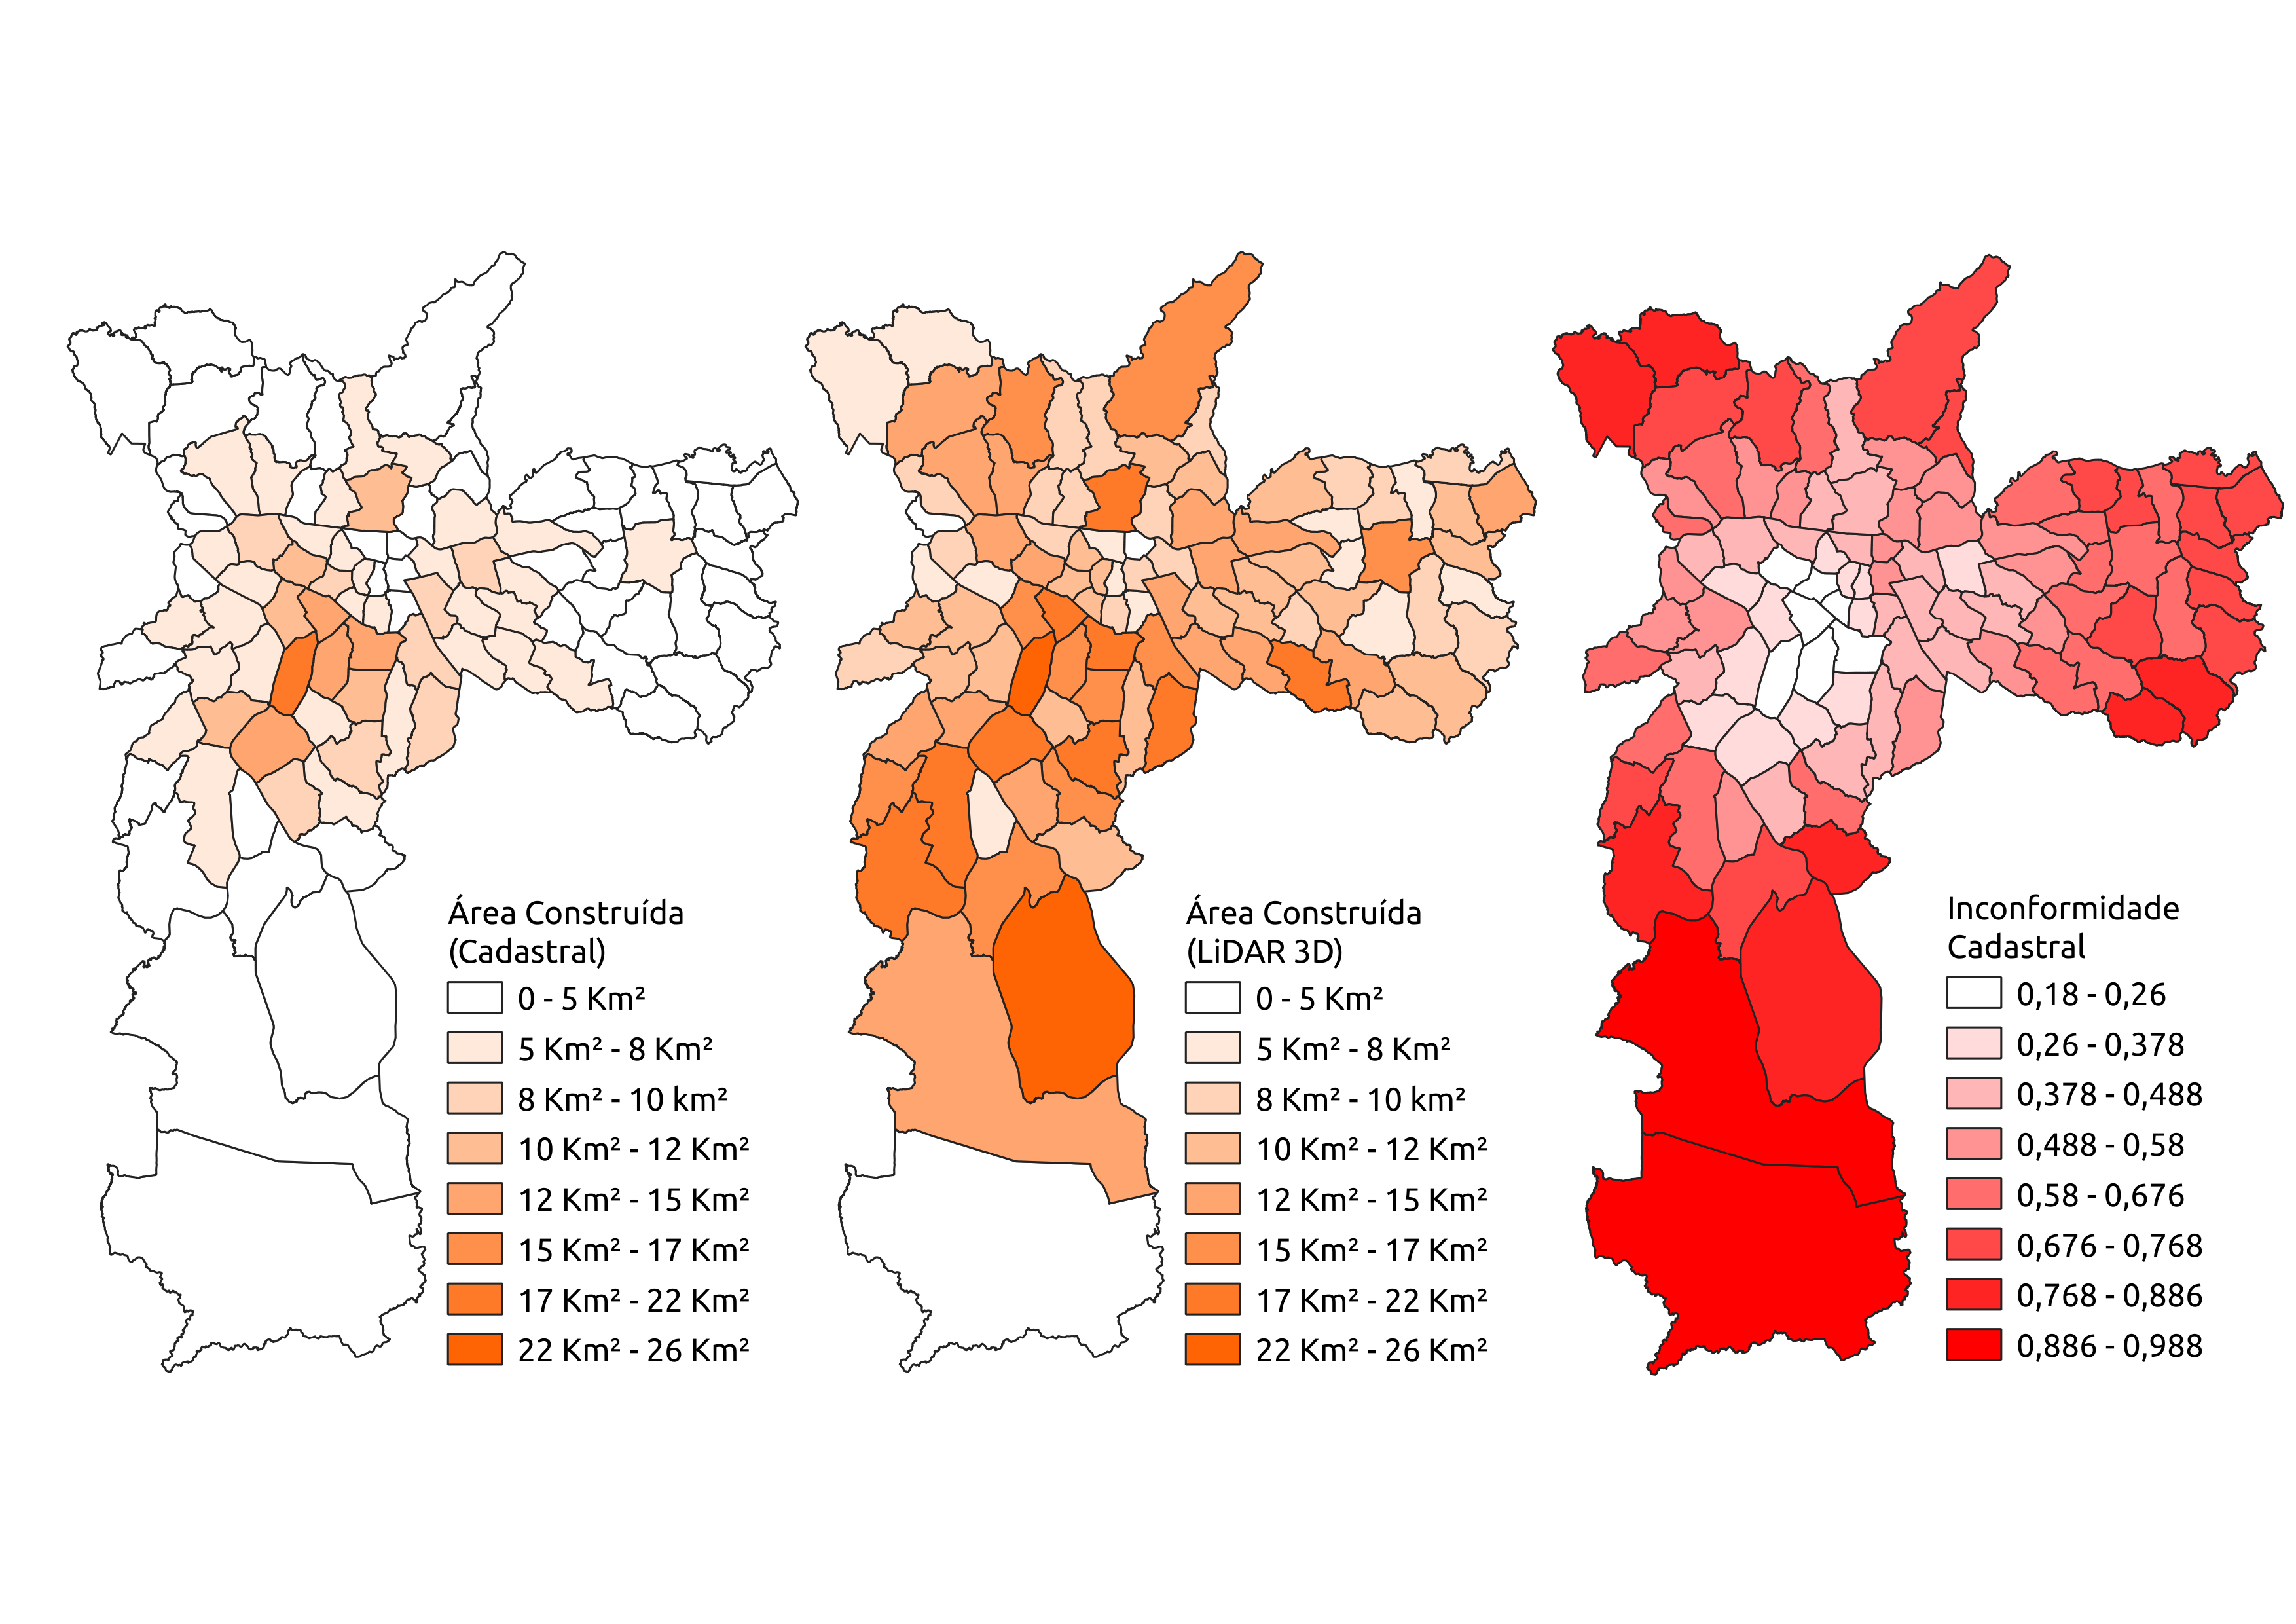 Área Construída
(Cadastral)
0 - 5 Km²
5 Km² - 8 Km²
8 Km² - 10 km²
10 Km² - 12 Km²
12 Km² - 15 Km²
15 Km² - 17 Km²
17 Km² - 22 Km²
22 Km² - 26 Km²
Área Construída
(LiDAR 3D)
0 - 5 Km²
5 Km² - 8 Km²
8 Km² - 10 km²
10 Km² - 12 Km²
12 Km² - 15 Km²
15 Km² - 17 Km²
17 Km² - 22 Km²
22 Km² - 26 Km²
Inconformidade
Cadastral
0,18 - 0,26
0,26 - 0,378
0,378 - 0,488
0,488 - 0,58
0,58 - 0,676
0,676 - 0,768
0,768 - 0,886
0,886 - 0,988